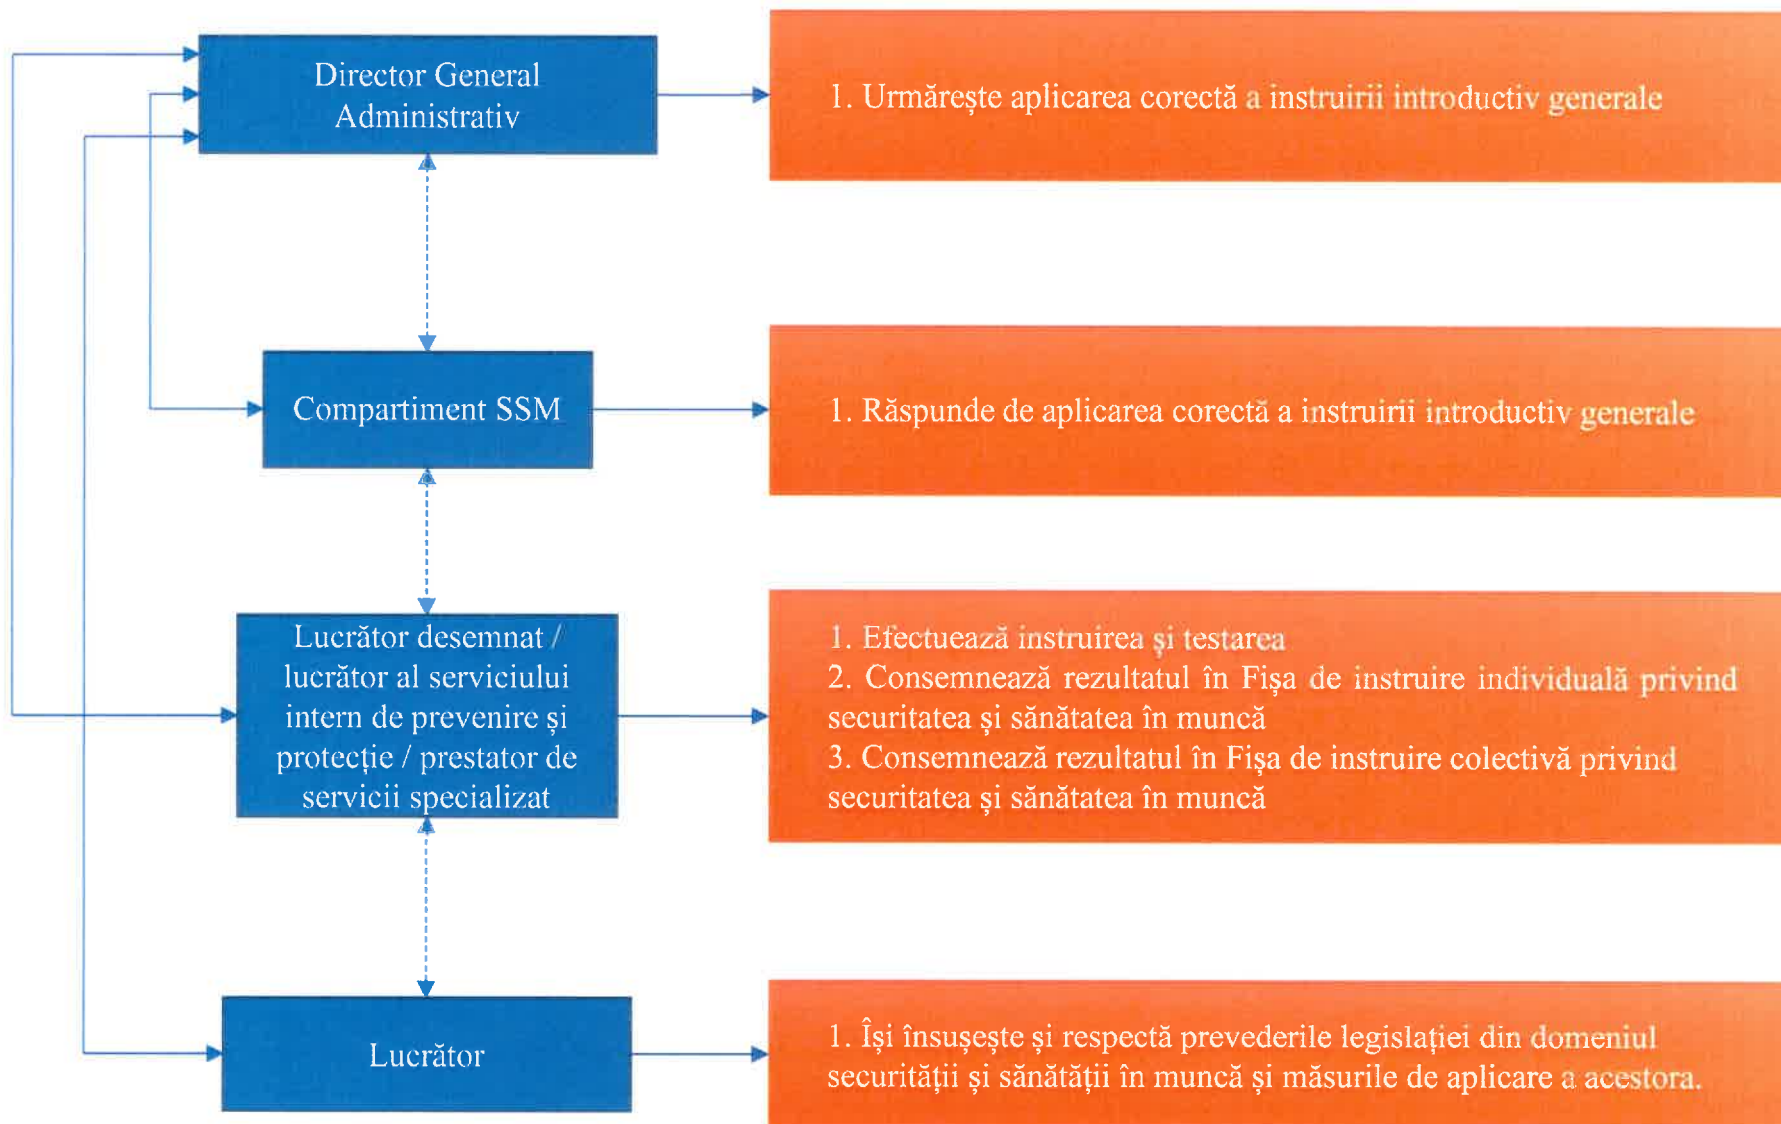 Director General
Administrativ
1. Urmărește aplicarea corectă a instruirii introductiv generale
Compartiment SSM
1. Răspunde de aplicarea corectă a instruirii introductiv generale
Lucrător desemnat /
lucrător al serviciului
intern de prevenire și
protecție / prestator de
servicii specializat
1. Efectuează instruirea și testarea
2. Consemnează rezultatul în Fișa de instruire individuală privind
securitatea și sănătatea în muncă
3. Consemnează rezultatul în Fișa de instruire colectivă privind
securitatea și sănătatea în muncă
Lucrător
1. Își însușește și respectă prevederile legislației din domeniul
securității și sănătății în muncă și măsurile de aplicare a acestora.